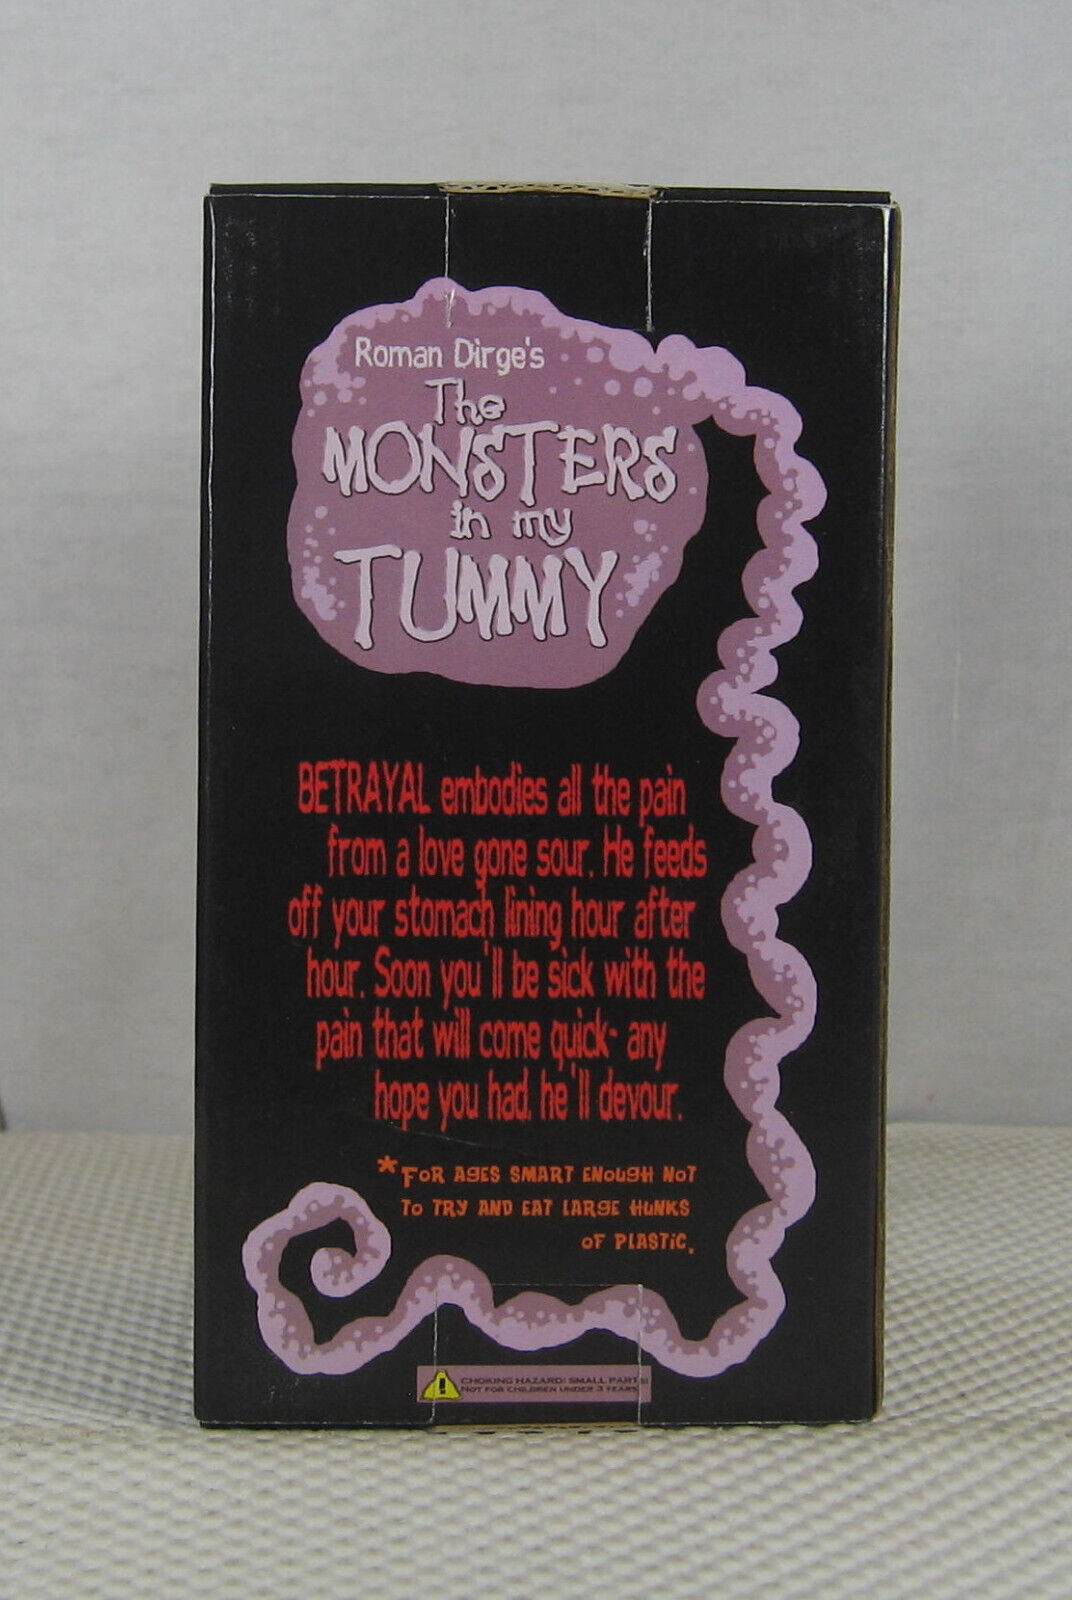 Roman Dirge's
The
MONSTERS
in my
TUMMY
BETRAYAL embodies all the pain
from a love gone sour. He feeds
off your stomach lining hour after
hour. Soon you'll be sick with the
pain that will come quick- any
hope you had, he'll devour.
*FOR AGES SMART ENOUGH NOT
TO TRY AND EAT LARGE HUNKS
OF PLASTIC.
CHOKING HAZARD: SMALL PARTS
NOT FOR CHILDREN UNDER 3 YEARS